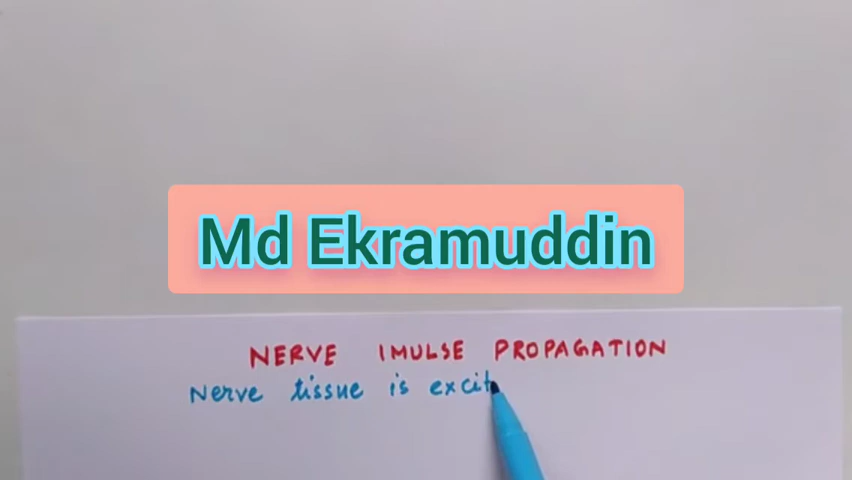 Md Ekramuddin
NERVE IMULSE PROPAGATION
Nerve tissue is excit